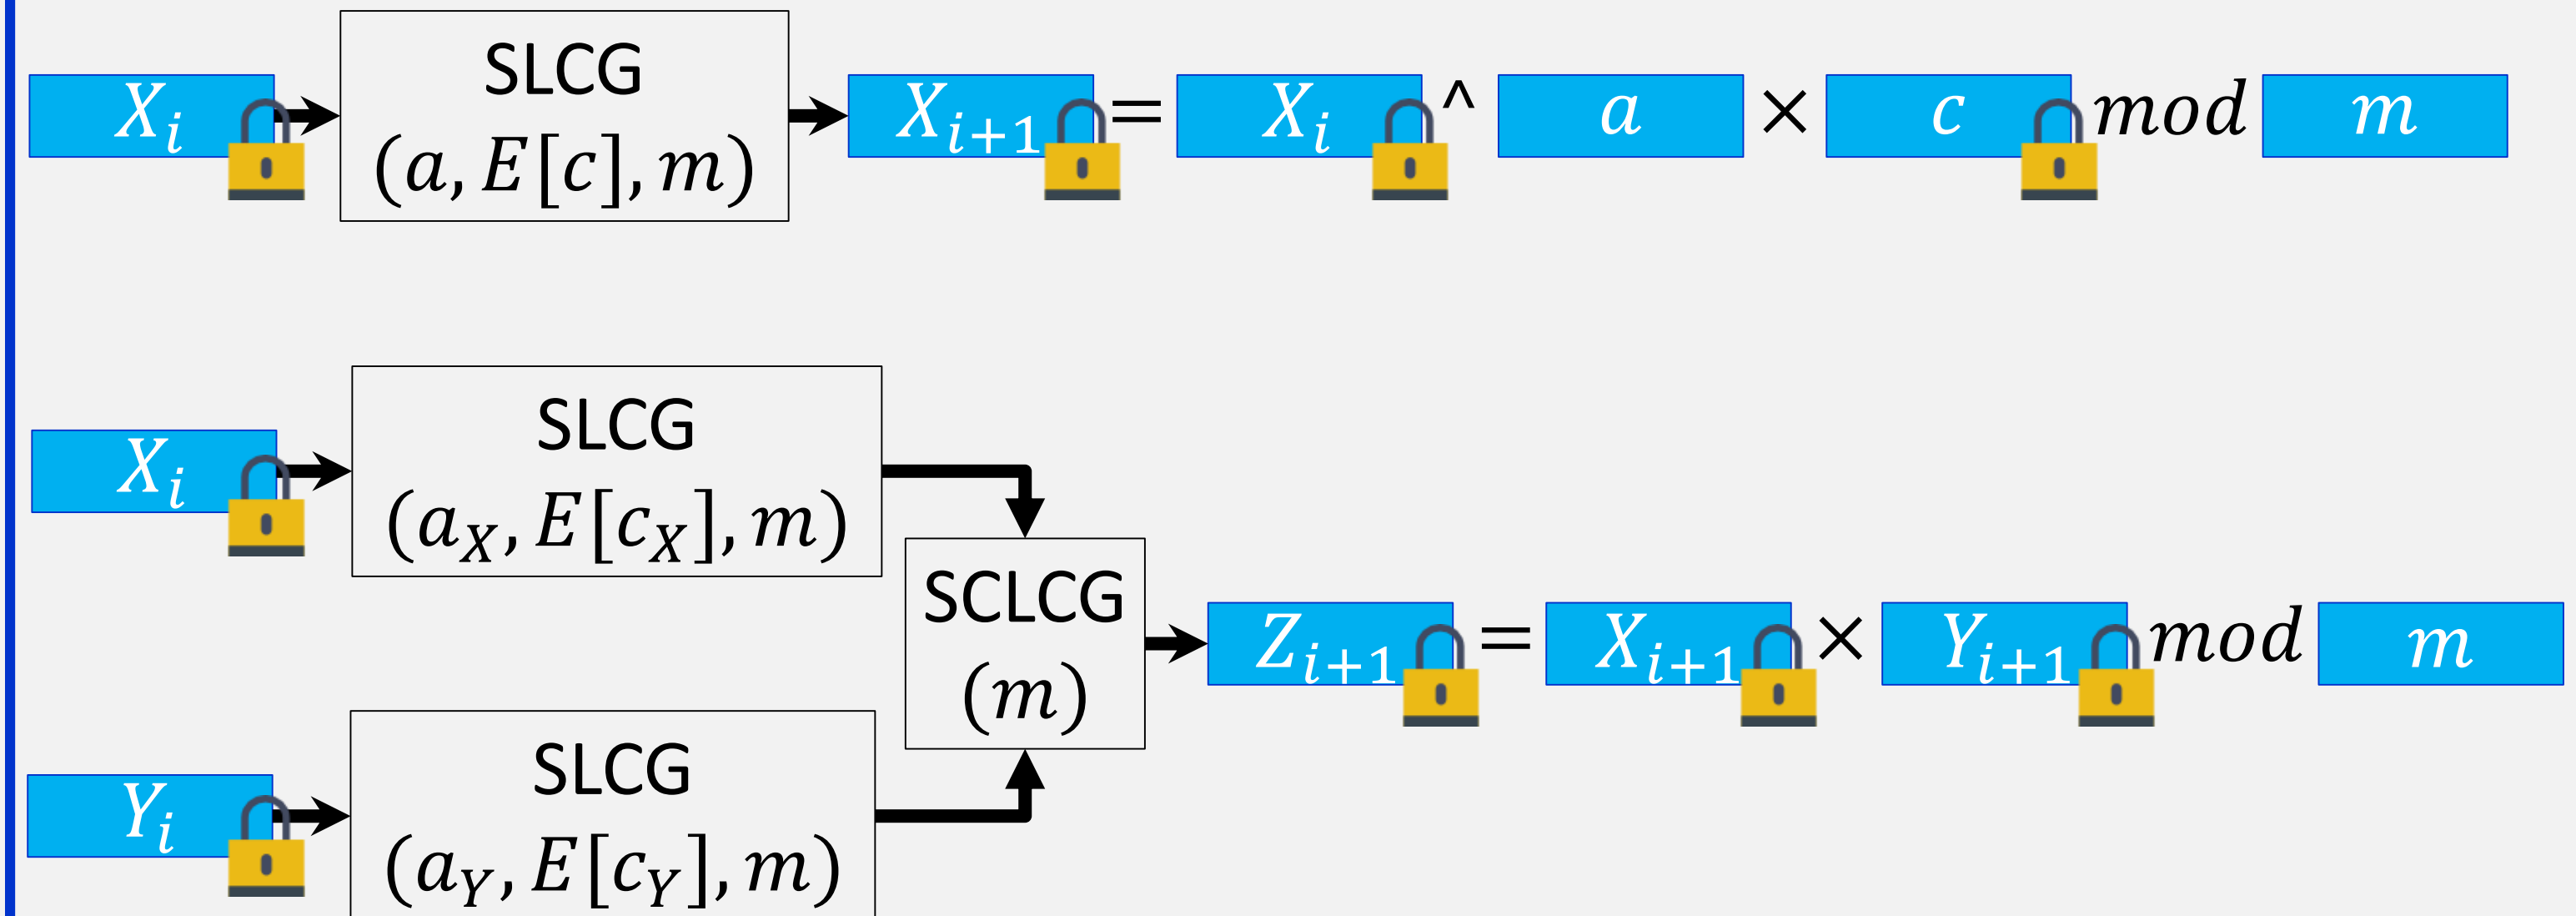 SLCG
X_i (a, E[c], m) X_{i+1} = X_i ^ a × c mod m
SLCG
X_i (a_X, E[c_X], m)
SCLCG
(m) Z_{i+1} = X_{i+1} × Y_{i+1} mod m
SLCG
Y_i (a_Y, E[c_Y], m)